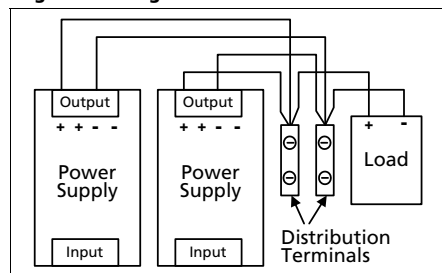 Output
+ + - -
Power
Supply
Input
Output
+ + - -
Power
Supply
Input
+ -
Load
Distribution
Terminals